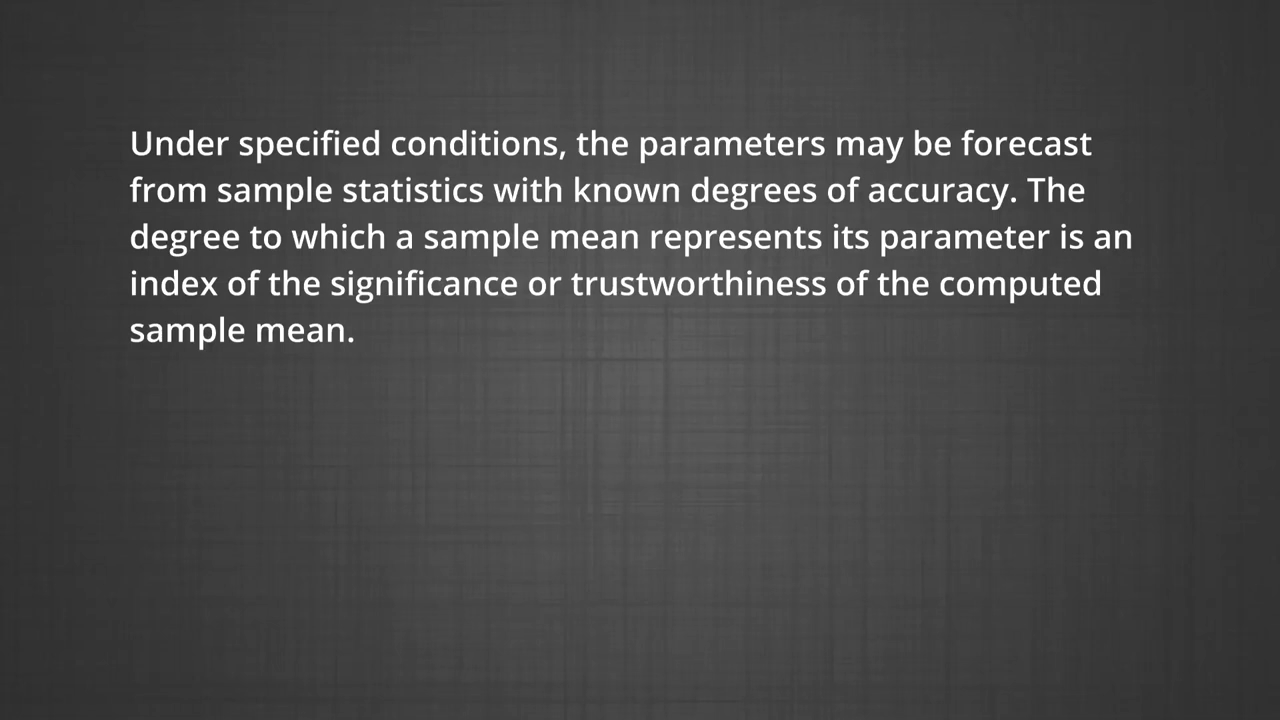 Under specified conditions, the parameters may be forecast
from sample statistics with known degrees of accuracy. The
degree to which a sample mean represents its parameter is an
index of the significance or trustworthiness of the computed
sample mean.